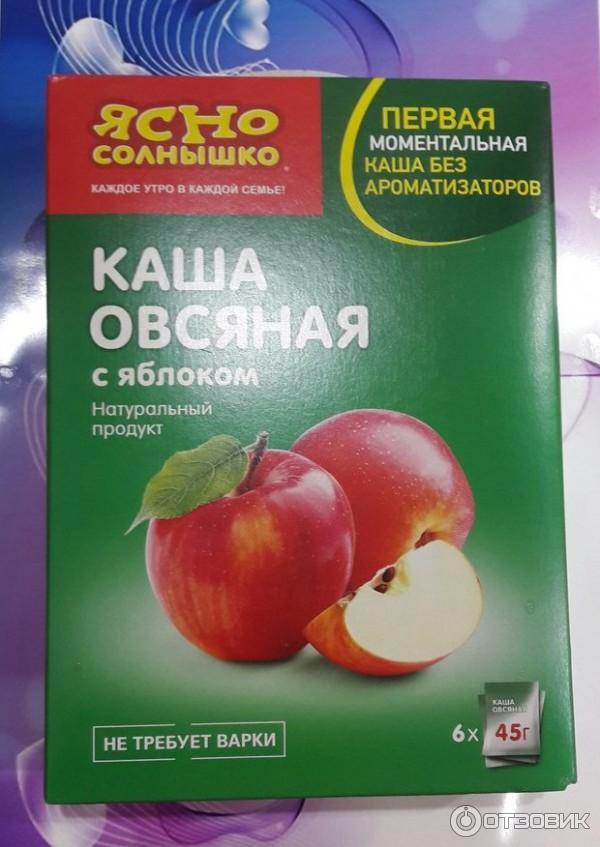 ЯСНО
СОЛНЫШКО
КАЖДОЕ УТРО В КАЖДОЙ СЕМЬЕ!
ПЕРВАЯ
МОМЕНТАЛЬНАЯ
КАША БЕЗ
АРОМАТИЗАТОРОВ
КАША
ОВСЯНАЯ
с яблоком
Натуральный
продукт
НЕ ТРЕБУЕТ ВАРКИ
6х
КАША
ОВСЯНАЯ
45г
ОТЗОВИК